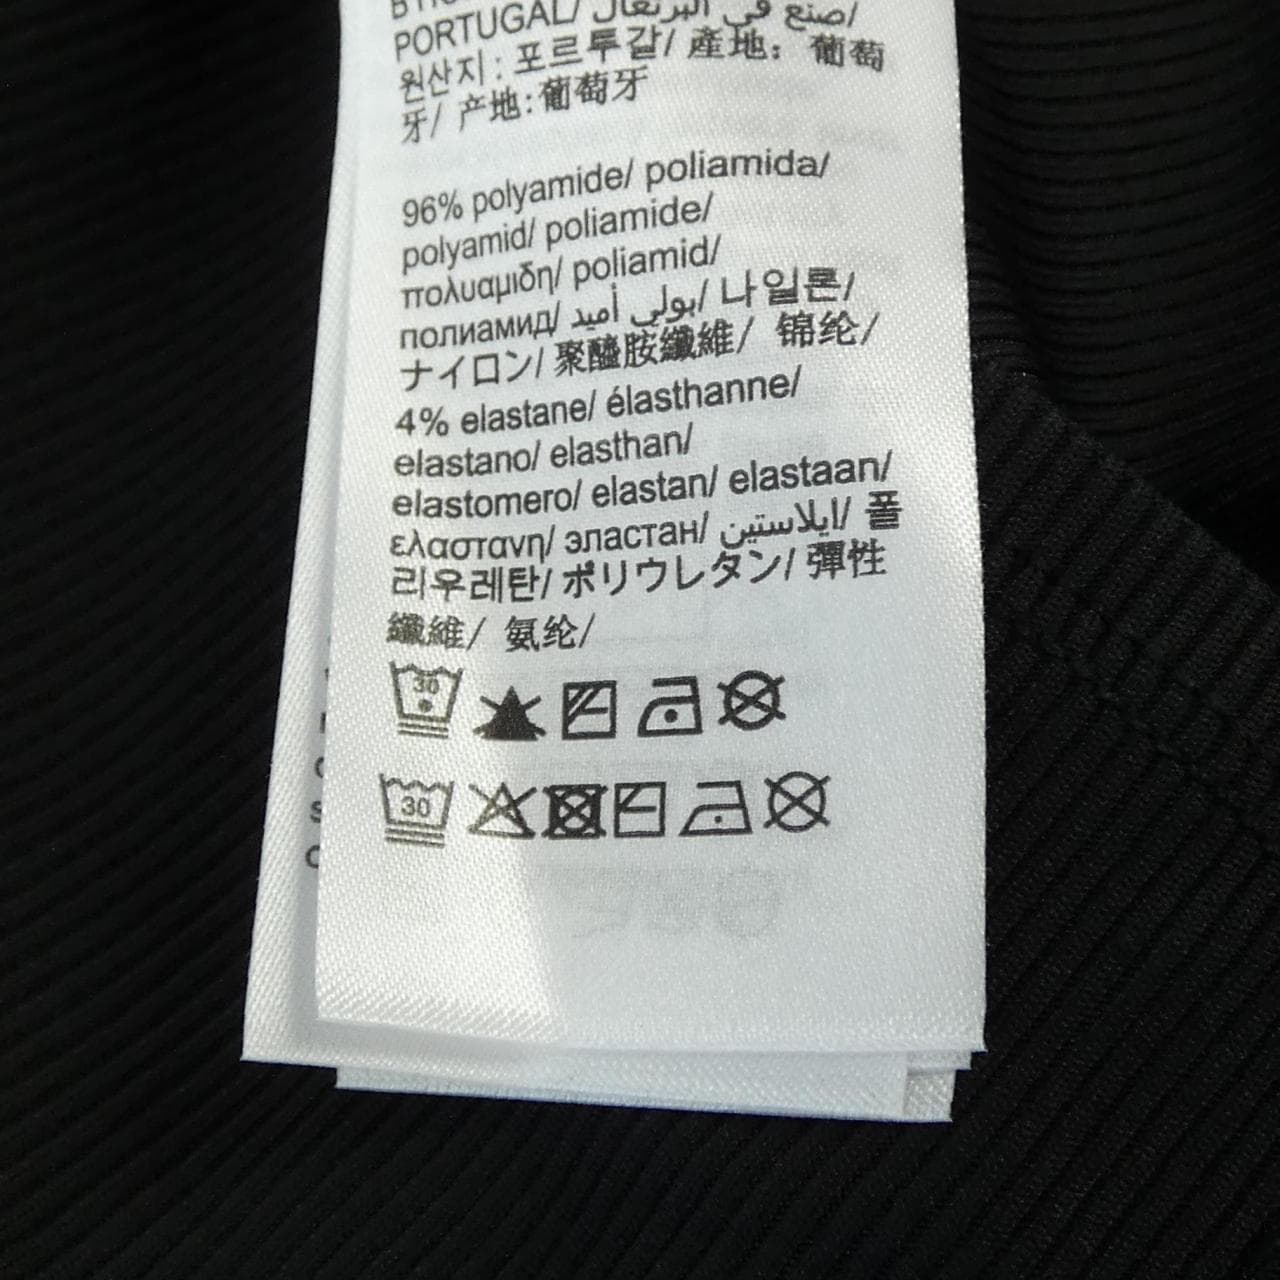 PORTUGAL/ صنع في البرتغال/
원산지 : 포르투갈/ 產地：葡萄
牙/ 产地:葡萄牙
96% polyamide/ poliamida/
polyamid/ poliamide/
πολυαμιδη/ poliamid/
полиамид/ بولي أميد/ 나일론/
ナイロン/ 聚醯胺纖維/ 锦纶/
4% elastane/ élasthanne/
elastano/ elasthan/
elastomero/ elastan/ elastaan/
ελαστανη/ эластан/ ايلاستين/ 폴
리우레탄/ ポリウレタン/ 彈性
纖維/ 氨纶/
30
30